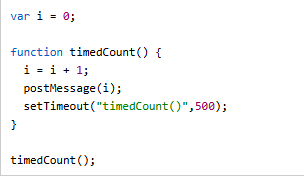 var i = 0;

function timedCount() {
  i = i + 1;
  postMessage(i);
  setTimeout("timedCount()",500);
}

timedCount();